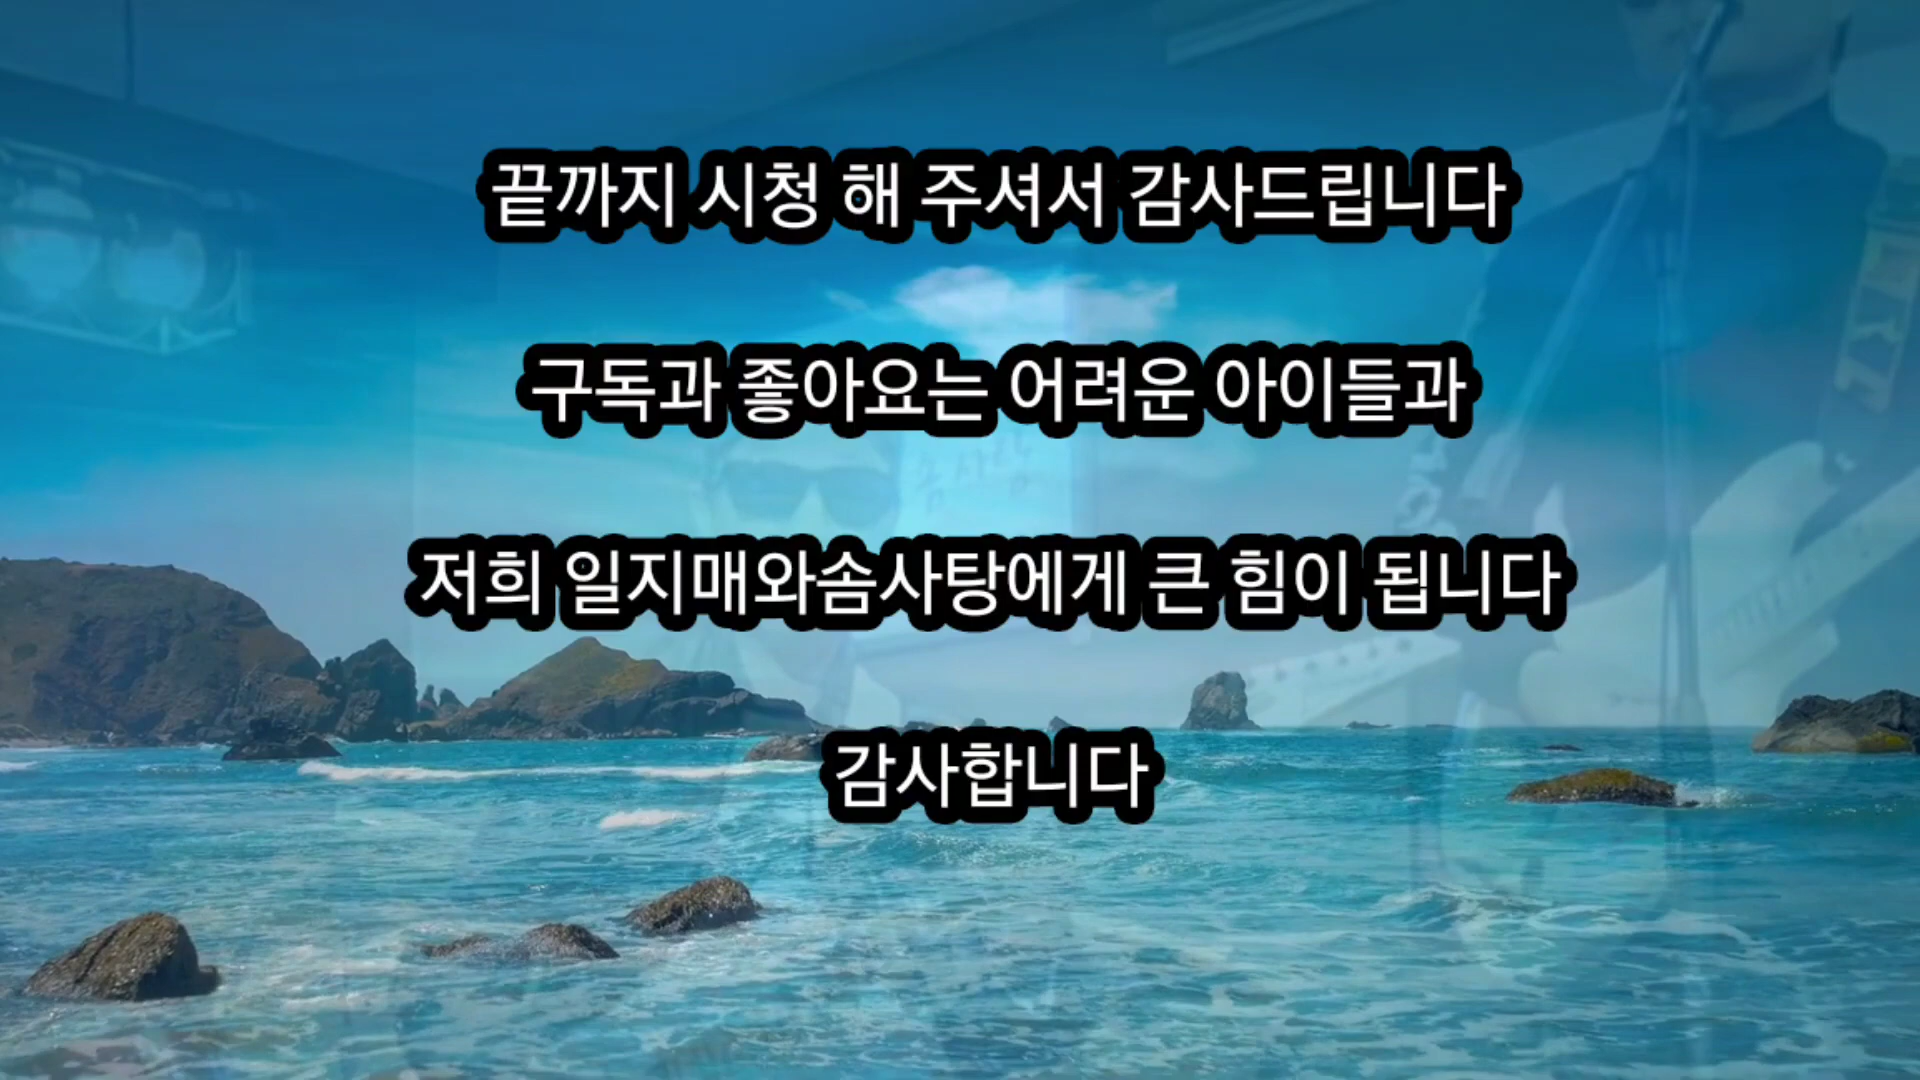 끝까지 시청 해 주셔서 감사드립니다
구독과 좋아요는 어려운 아이들과
저희 일지매와솜사탕에게 큰 힘이 됩니다
감사합니다